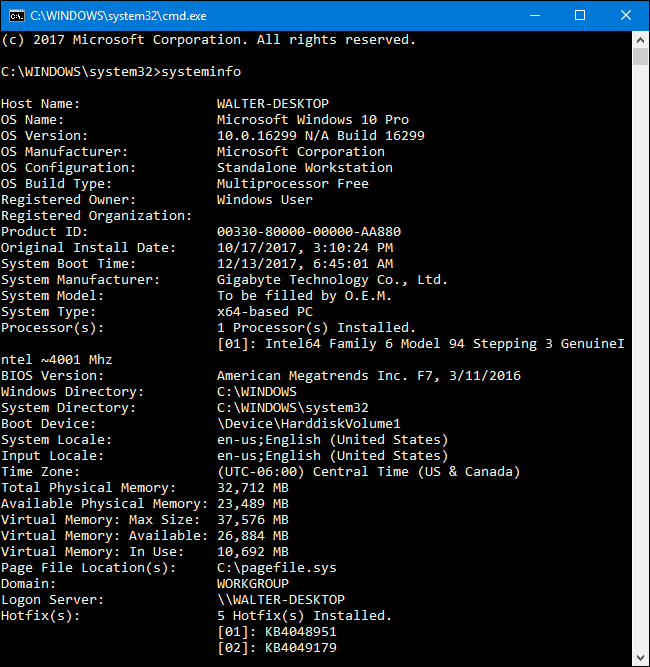 C:\WINDOWS\system32\cmd.exe
(c) 2017 Microsoft Corporation. All rights reserved.
C:\WINDOWS\system32>systeminfo
Host Name:                 WALTER-DESKTOP
OS Name:                   Microsoft Windows 10 Pro
OS Version:                10.0.16299 N/A Build 16299
OS Manufacturer:           Microsoft Corporation
OS Configuration:          Standalone Workstation
OS Build Type:             Multiprocessor Free
Registered Owner:          Windows User
Registered Organization:
Product ID:                00330-80000-00000-AA880
Original Install Date:     10/17/2017, 3:10:24 PM
System Boot Time:          12/13/2017, 6:45:01 AM
System Manufacturer:       Gigabyte Technology Co., Ltd.
System Model:              To be filled by O.E.M.
System Type:               x64-based PC
Processor(s):              1 Processor(s) Installed.
                           [01]: Intel64 Family 6 Model 94 Stepping 3 GenuineI
ntel ~4001 Mhz
BIOS Version:              American Megatrends Inc. F7, 3/11/2016
Windows Directory:         C:\WINDOWS
System Directory:          C:\WINDOWS\system32
Boot Device:               \Device\HarddiskVolume1
System Locale:             en-us;English (United States)
Input Locale:              en-us;English (United States)
Time Zone:                 (UTC-06:00) Central Time (US & Canada)
Total Physical Memory:     32,712 MB
Available Physical Memory: 23,489 MB
Virtual Memory: Max Size:  37,576 MB
Virtual Memory: Available: 26,884 MB
Virtual Memory: In Use:    10,692 MB
Page File Location(s):     C:\pagefile.sys
Domain:                    WORKGROUP
Logon Server:              \\WALTER-DESKTOP
Hotfix(s):                 5 Hotfix(s) Installed.
                           [01]: KB4048951
                           [02]: KB4049179